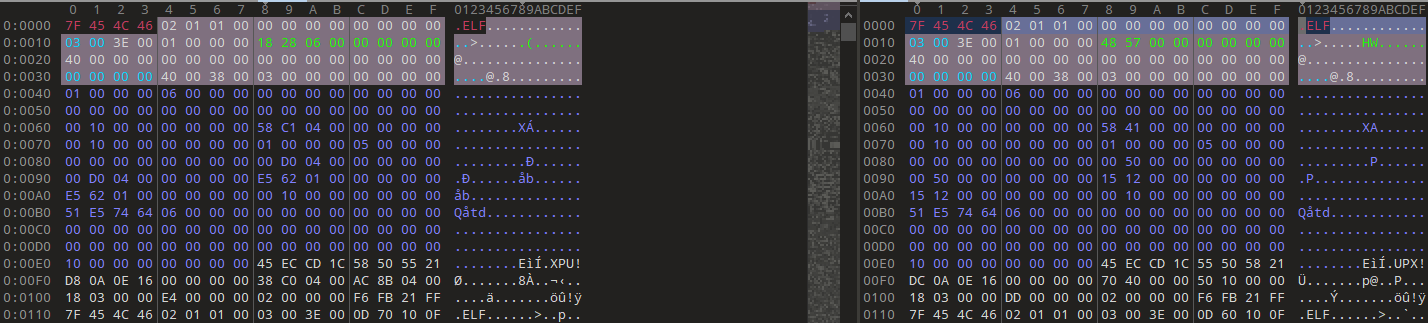 0 1 2 3 4 5 6 7 8 9 A B C D E F 0123456789ABCDEF
0:0000 7F 45 4C 46 02 01 01 00 00 00 00 00 00 00 00 00 .ELF............
0:0010 03 00 3E 00 01 00 00 00 18 28 06 00 00 00 00 00 ..>......(......
0:0020 40 00 00 00 00 00 00 00 00 00 00 00 00 00 00 00 @...............
0:0030 00 00 00 00 40 00 38 00 03 00 00 00 00 00 00 00 ....@.8.........
0:0040 01 00 00 00 06 00 00 00 00 00 00 00 00 00 00 00 ................
0:0050 00 00 00 00 00 00 00 00 00 00 00 00 00 00 00 00 ................
0:0060 00 10 00 00 00 00 00 00 58 C1 04 00 00 00 00 00 ........XÁ......
0:0070 00 10 00 00 00 00 00 00 01 00 00 00 05 00 00 00 ................
0:0080 00 00 00 00 00 00 00 00 00 D0 04 00 00 00 00 00 .........Ð......
0:0090 00 D0 04 00 00 00 00 00 E5 62 01 00 00 00 00 00 .Ð......åb......
0:00A0 E5 62 01 00 00 00 00 00 00 10 00 00 00 00 00 00 åb..............
0:00B0 51 E5 74 64 06 00 00 00 00 00 00 00 00 00 00 00 Qåtd............
0:00C0 00 00 00 00 00 00 00 00 00 00 00 00 00 00 00 00 ................
0:00D0 00 00 00 00 00 00 00 00 00 00 00 00 00 00 00 00 ................
0:00E0 10 00 00 00 00 00 00 00 45 EC CD 1C 58 50 55 21 ........EìÍ.XPU!
0:00F0 D8 0A 0E 16 00 00 00 00 38 C0 04 00 AC 8B 04 00 Ø.......8À..¬‹..
0:0100 18 03 00 00 E4 00 00 00 02 00 00 00 F6 FB 21 FF ....ä.......öû!ÿ
0:0110 7F 45 4C 46 02 01 01 00 03 00 3E 00 0D 70 10 0F .ELF......>..p..
0 1 2 3 4 5 6 7 8 9 A B C D E F 0123456789ABCDEF
0000 7F 45 4C 46 02 01 01 00 00 00 00 00 00 00 00 00 .ELF............
0010 03 00 3E 00 01 00 00 00 48 57 00 00 00 00 00 00 ..>.....HW......
0020 40 00 00 00 00 00 00 00 00 00 00 00 00 00 00 00 @...............
0030 00 00 00 00 40 00 38 00 03 00 00 00 00 00 00 00 ....@.8.........
0040 01 00 00 00 06 00 00 00 00 00 00 00 00 00 00 00 ................
0050 00 00 00 00 00 00 00 00 00 00 00 00 00 00 00 00 ................
0060 00 10 00 00 00 00 00 00 58 41 00 00 00 00 00 00 ........XA......
0070 00 10 00 00 00 00 00 00 01 00 00 00 05 00 00 00 ................
0080 00 00 00 00 00 00 00 00 00 50 00 00 00 00 00 00 .........P......
0090 00 50 00 00 00 00 00 00 15 12 00 00 00 00 00 00 .P..............
00A0 15 12 00 00 00 00 00 00 00 10 00 00 00 00 00 00 ................
00B0 51 E5 74 64 06 00 00 00 00 00 00 00 00 00 00 00 Qåtd............
00C0 00 00 00 00 00 00 00 00 00 00 00 00 00 00 00 00 ................
00D0 00 00 00 00 00 00 00 00 00 00 00 00 00 00 00 00 ................
00E0 10 00 00 00 00 00 00 00 45 EC CD 1C 55 50 58 21 ........EìÍ.UPX!
00F0 DC 0A 0E 16 00 00 00 00 70 40 00 00 50 10 00 00 Ü.......p@..P...
0100 18 03 00 00 DD 00 00 00 02 00 00 00 F6 FB 21 FF ....Ý.......öû!ÿ
0110 7F 45 4C 46 02 01 01 00 03 00 3E 00 0D 60 10 0F .ELF......>..`..